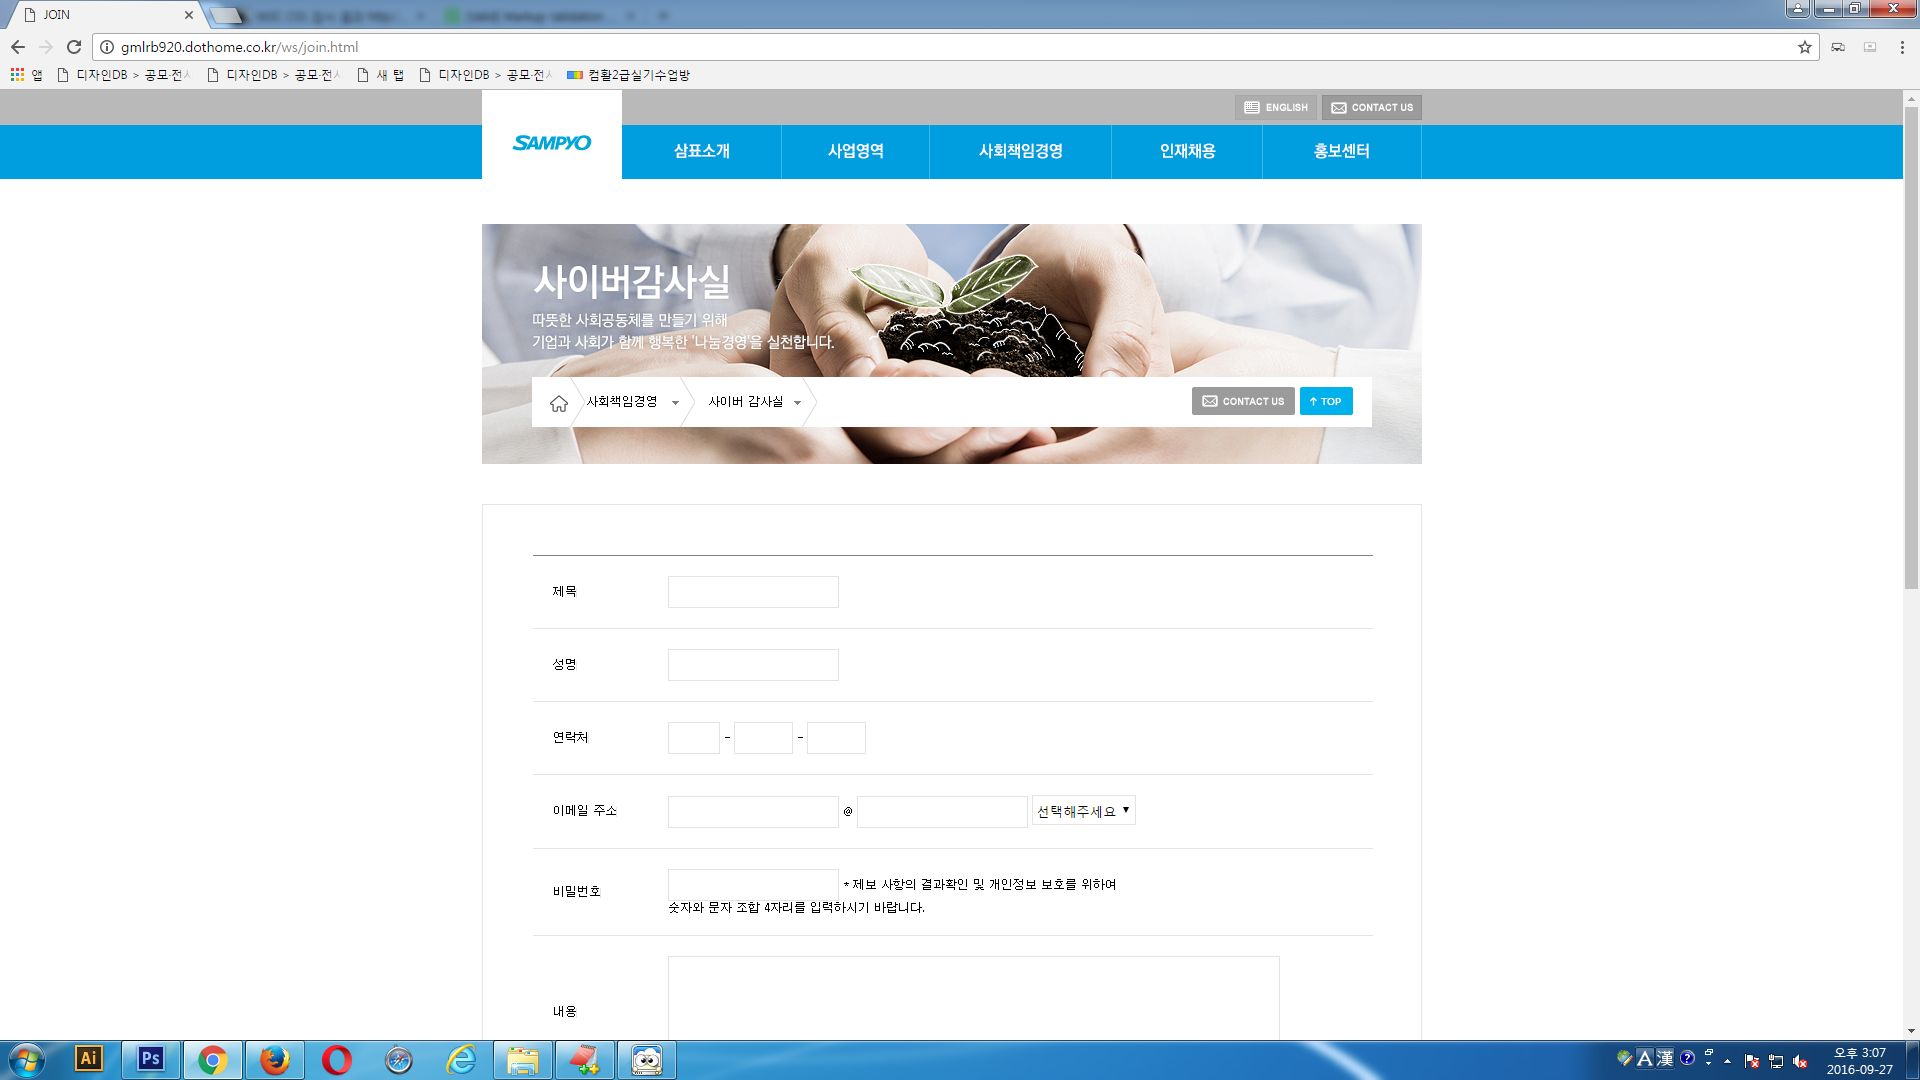 JOIN
gmlrb920.dothome.co.kr/ws/join.html
앱
디자인DB > 공모·전
디자인DB > 공모·전
새 탭
디자인DB > 공모·전
컴활2급실기수업방
ENGLISH
CONTACT US
SAMPYO
삼표소개
사업영역
사회책임경영
인재채용
홍보센터
사이버감사실
따뜻한 사회공동체를 만들기 위해
기업과 사회가 함께 행복한 '나눔경영'을 실천합니다.
사회책임경영
사이버 감사실
CONTACT US
TOP
제목
성명
연락처
- -
이메일 주소
@
선택해주세요
비밀번호
* 제보 사항의 결과확인 및 개인정보 보호를 위하여
숫자와 문자 조합 4자리를 입력하시기 바랍니다.
내용
Ai
Ps
A 漢
오후 3:07
2016-09-27